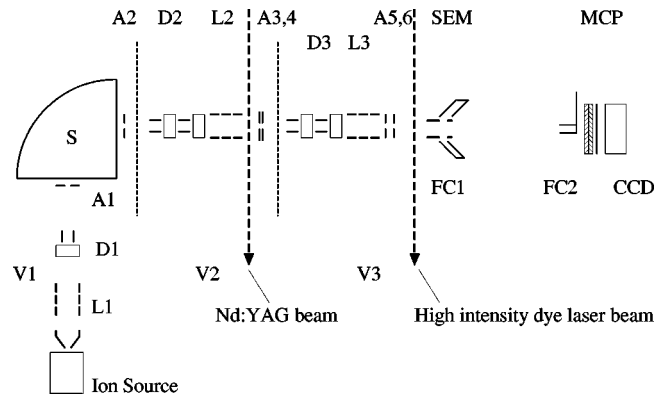 A2 D2 L2 A3,4 A5,6 SEM MCP
D3 L3
S
A1 FC1 FC2 CCD
D1
V1 V2 V3
L1 Nd:YAG beam High intensity dye laser beam
Ion Source